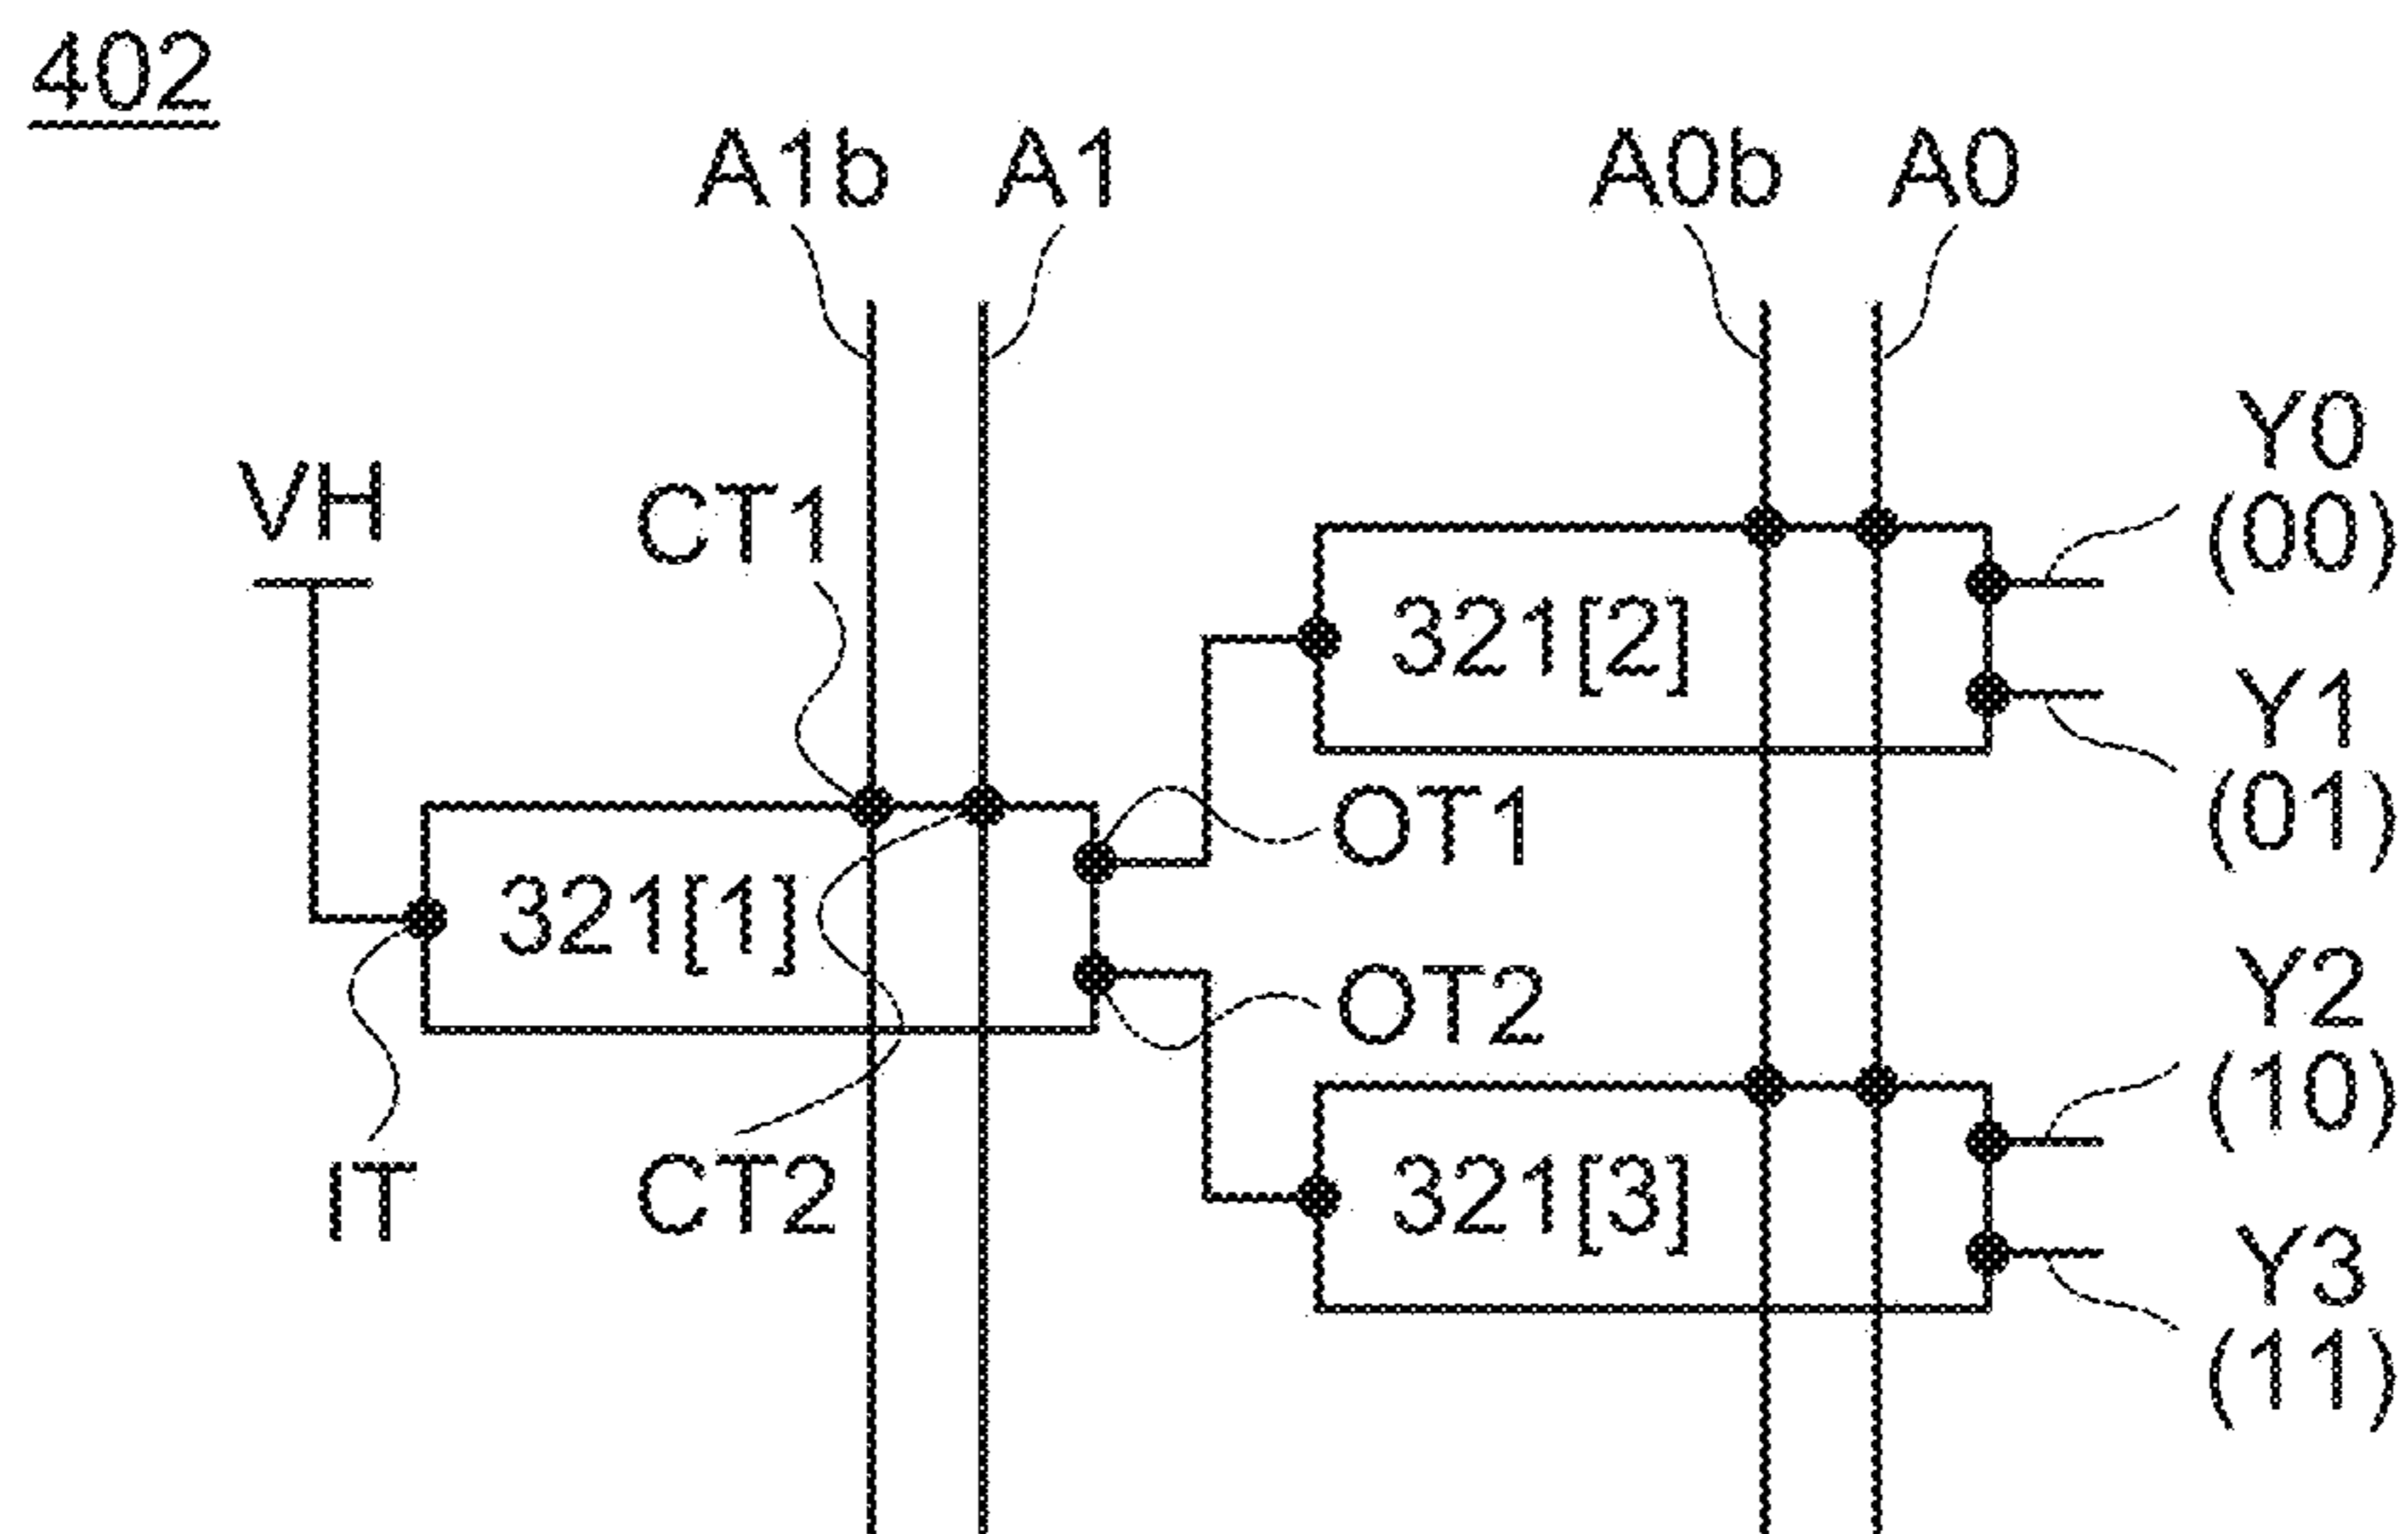 402
A1b A1 A0b A0
VH
CT1
Y0
(00)
321[2]
Y1
(01)
OT1
321[1]
OT2
Y2
(10)
IT
CT2
321[3]
Y3
(11)